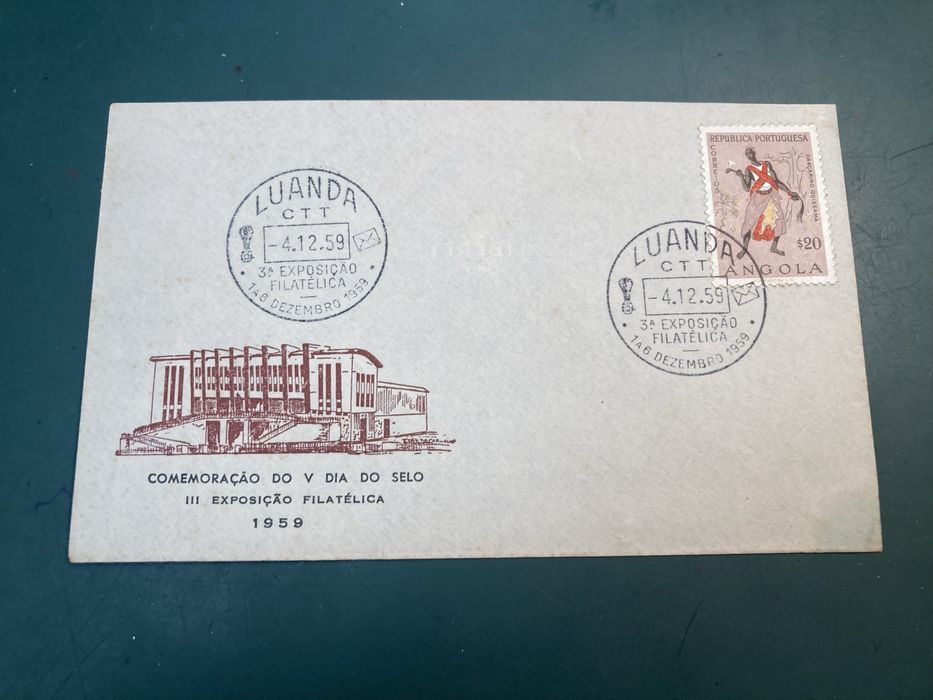 LUANDA
CTT
-4.12.59
3ª EXPOSIÇÃO
FILATÉLICA
1 A 6 DEZEMBRO 1959
REPUBLICA PORTUGUESA
CORREIOS
DANÇARINO QUISSAMA
$20
ANGOLA
LUANDA
CTT
-4.12.59
3ª EXPOSIÇÃO
FILATÉLICA
1 A 6 DEZEMBRO 1959
COMEMORAÇÃO DO V DIA DO SELO
III EXPOSIÇÃO FILATÉLICA
1959